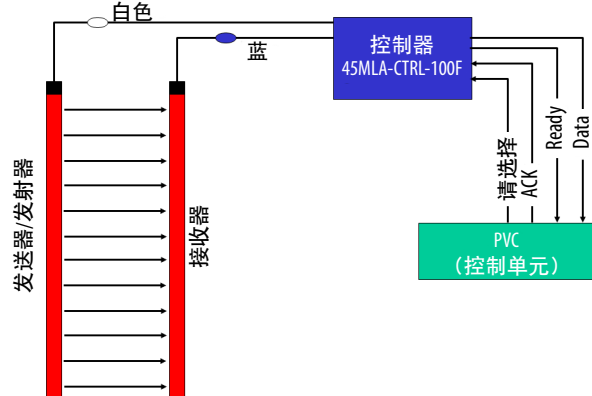 白色
蓝
控制器
45MLA-CTRL-100F
发送器/发射器
接收器
请选择
ACK
Ready
Data
PVC
（控制单元）